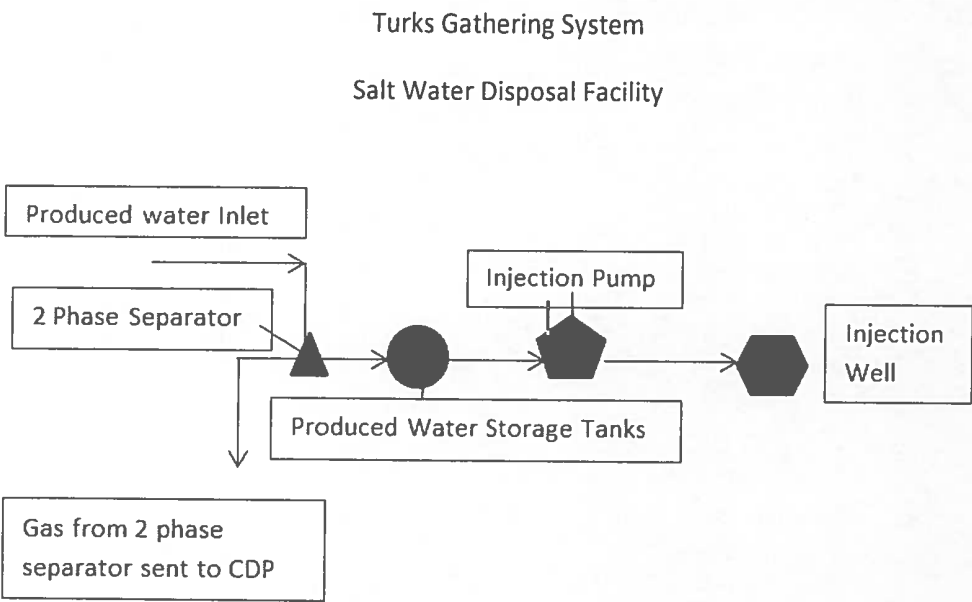 Turks Gathering System
Salt Water Disposal Facility
Produced water Inlet
2 Phase Separator
Injection Pump
Injection
Well
Produced Water Storage Tanks
Gas from 2 phase
separator sent to CDP